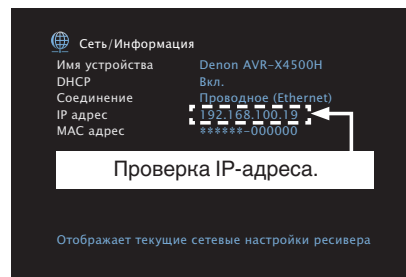 Сеть/Информация
Имя устройства Denon AVR-X4500H
DHCP Вкл.
Соединение Проводное (Ethernet)
IP адрес 192.168.100.19
MAC адрес ******-000000
Проверка IP-адреса.
Отображает текущие сетевые настройки ресивера